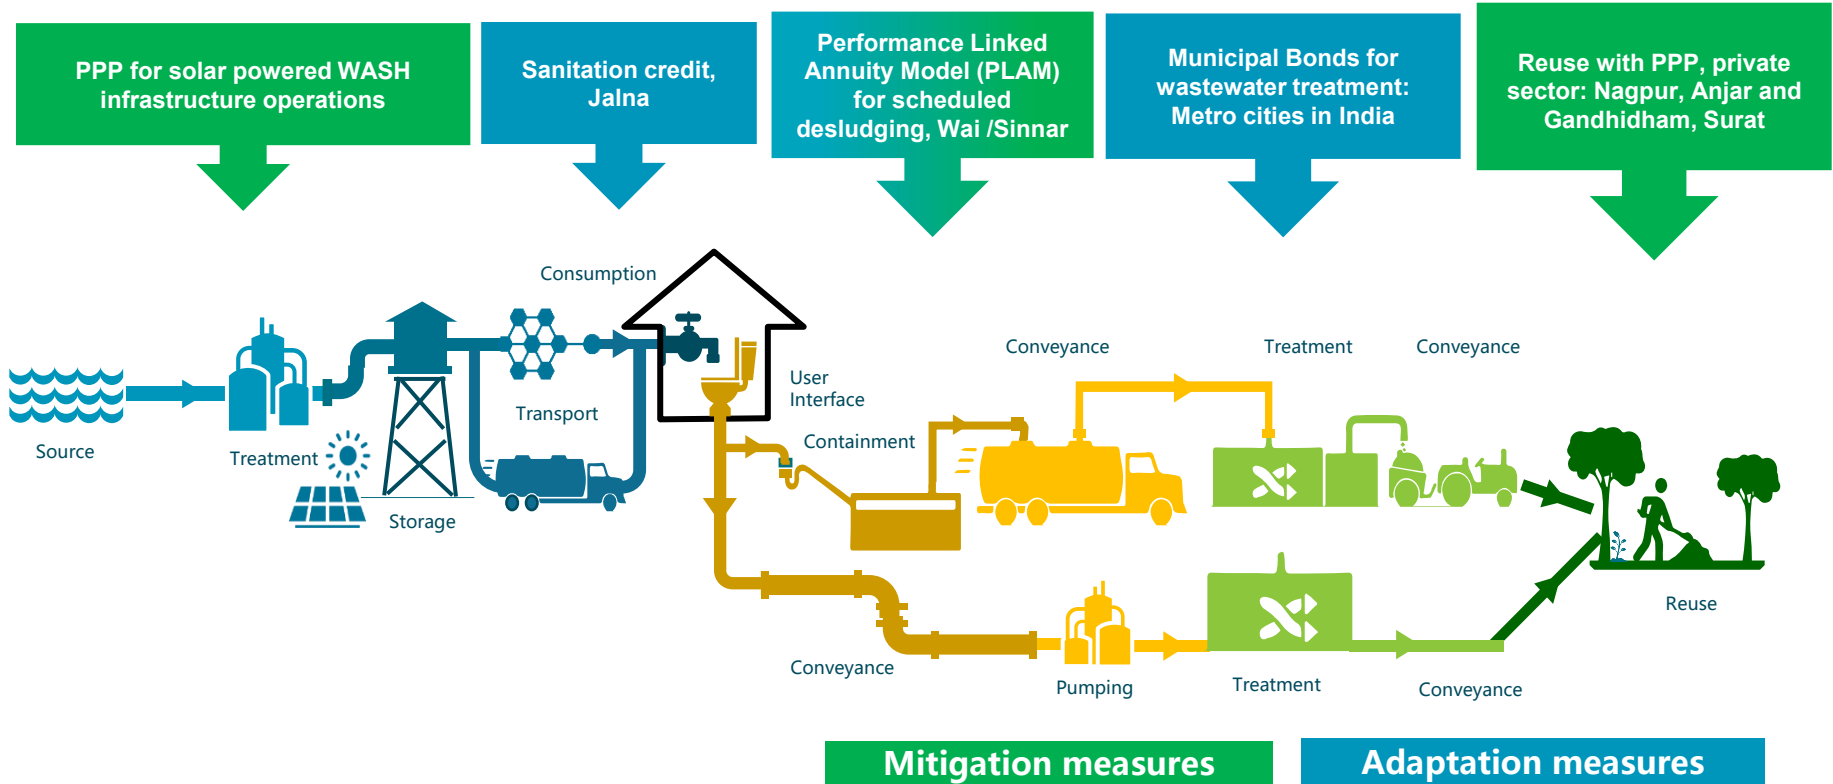 PPP for solar powered WASH
infrastructure operations
Sanitation credit,
Jalna
Performance Linked
Annuity Model (PLAM)
for scheduled
desludging, Wai /Sinnar
Municipal Bonds for
wastewater treatment:
Metro cities in India
Reuse with PPP, private
sector: Nagpur, Anjar and
Gandhidham, Surat
Consumption
Source
Treatment
Storage
Transport
User
Interface
Containment
Conveyance
Treatment
Conveyance
Conveyance
Pumping
Treatment
Conveyance
Reuse
Mitigation measures
Adaptation measures